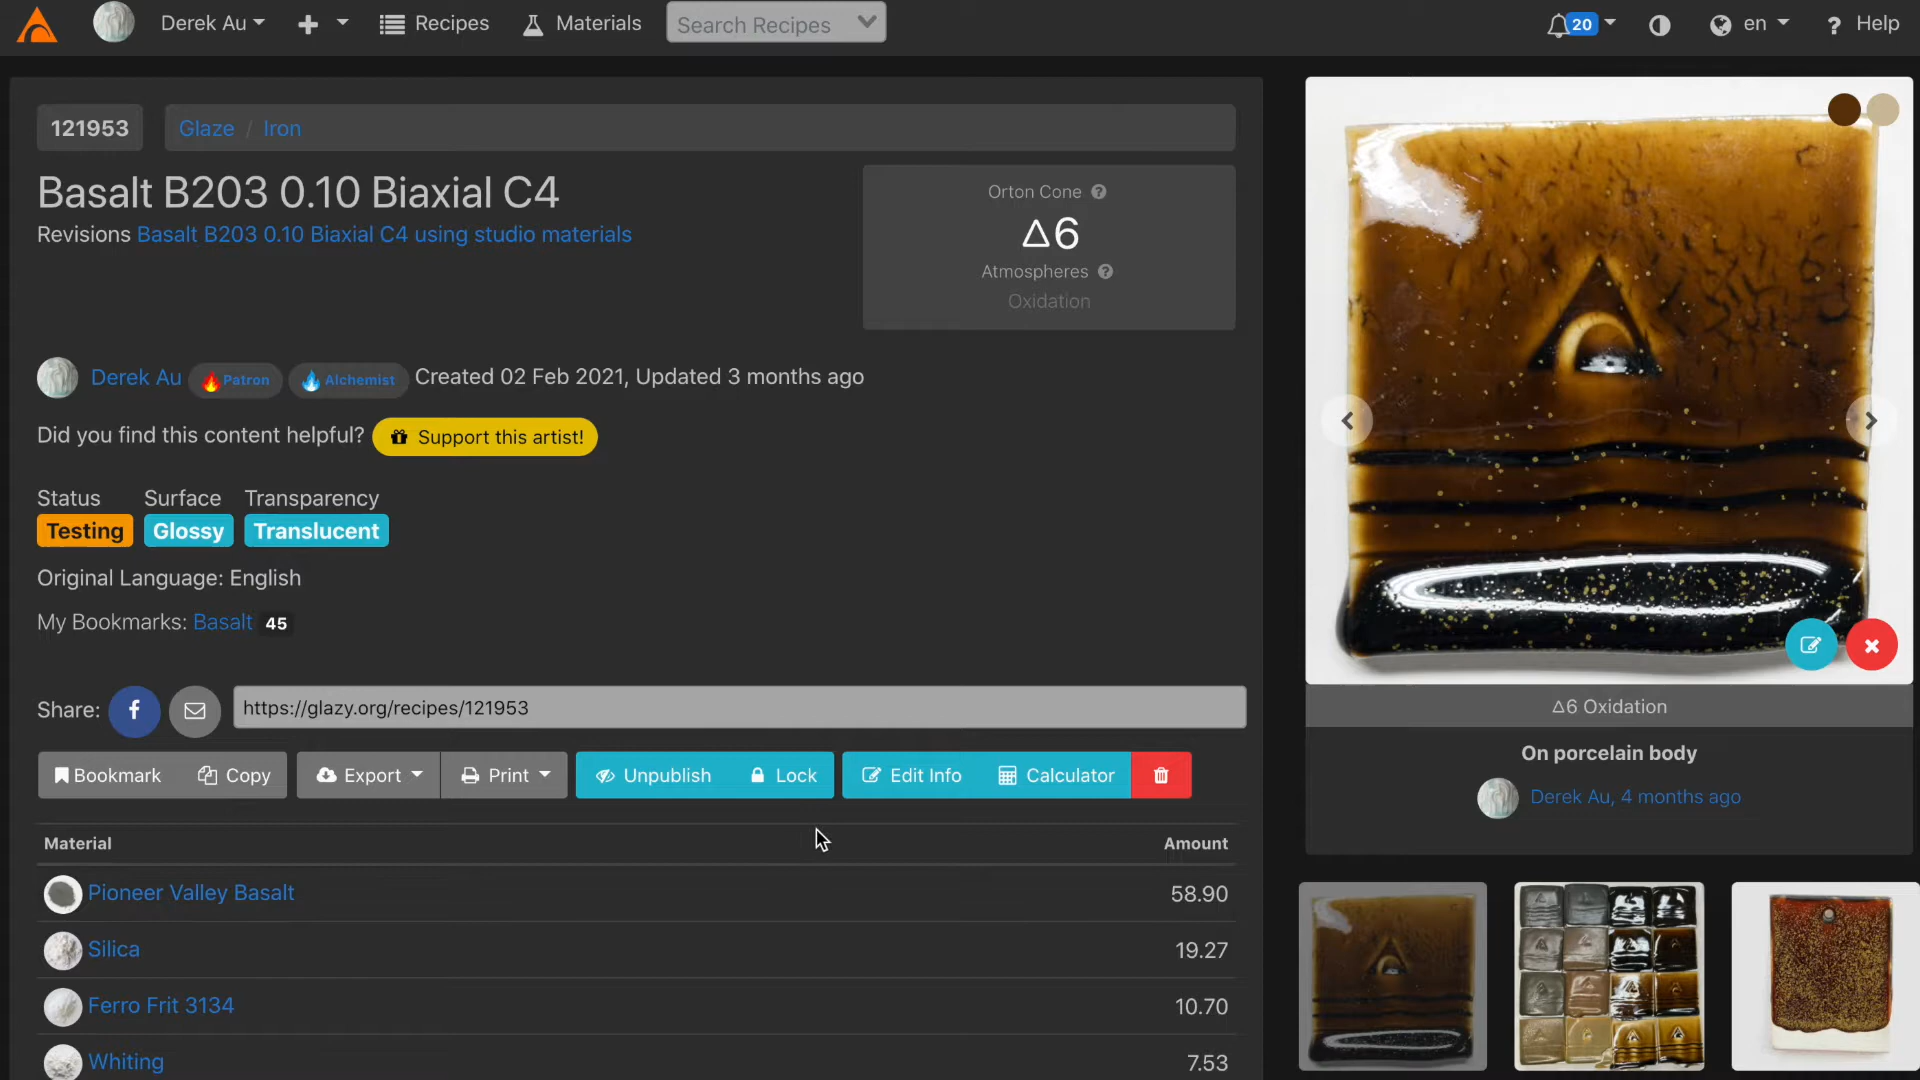 Derek Au
Recipes
Materials
Search Recipes
20
en
? Help
121953
Glaze / Iron
Basalt B203 0.10 Biaxial C4
Revisions Basalt B203 0.10 Biaxial C4 using studio materials
Orton Cone ?
Δ6
Atmospheres ?
Oxidation
Derek Au Patron Alchemist Created 02 Feb 2021, Updated 3 months ago
Did you find this content helpful? Support this artist!
Status Surface Transparency
Testing Glossy Translucent
Original Language: English
My Bookmarks: Basalt 45
Share: f https://glazy.org/recipes/121953
Bookmark Copy Export Print Unpublish Lock Edit Info Calculator
Material Amount
Pioneer Valley Basalt 58.90
Silica 19.27
Ferro Frit 3134 10.70
Whiting 7.53
Δ6 Oxidation
On porcelain body
Derek Au, 4 months ago